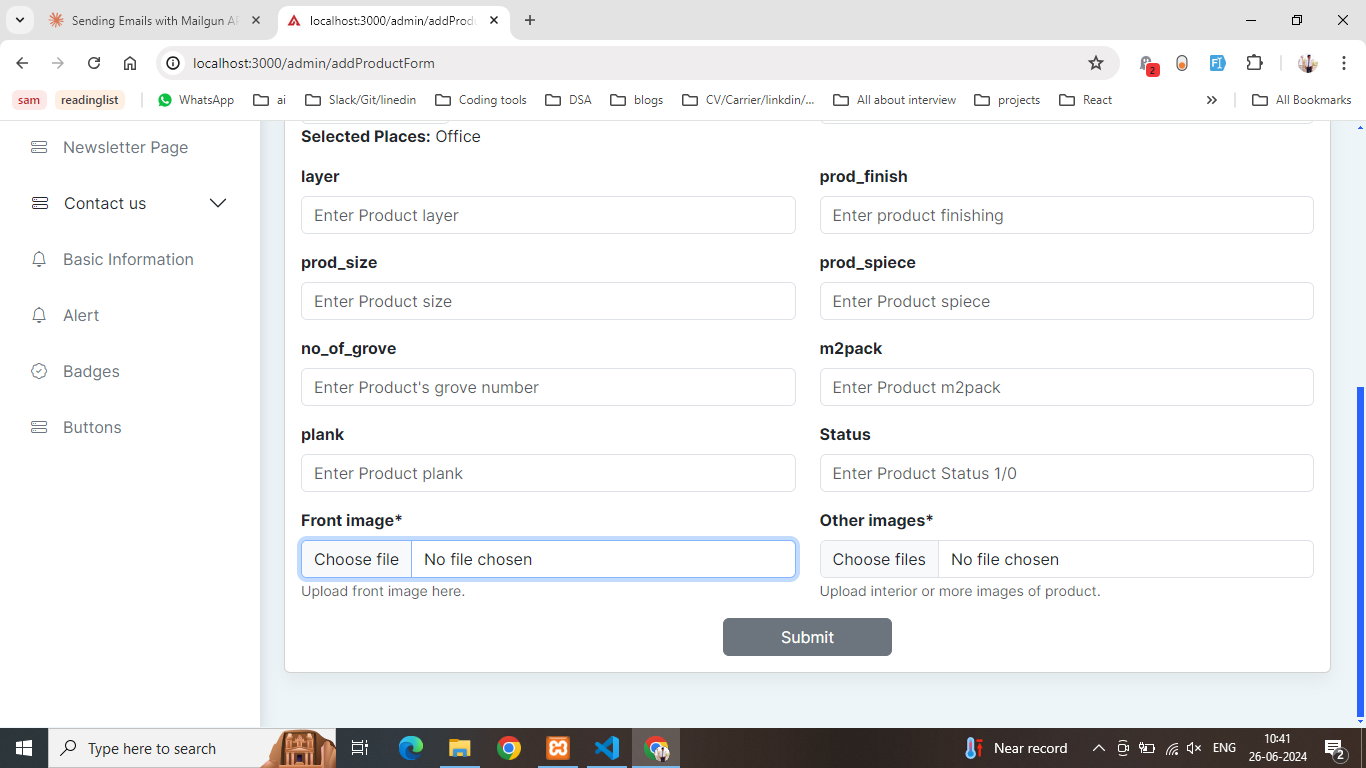 Sending Emails with Mailgun AP
localhost:3000/admin/addProdu
localhost:3000/admin/addProductForm
2
sam
readinglist
WhatsApp
ai
Slack/Git/linedin
Coding tools
DSA
blogs
CV/Carrier/linkdin/...
All about interview
projects
React
»
All Bookmarks
Newsletter Page
Contact us
Basic Information
Alert
Badges
Buttons
Selected Places: Office
layer
prod_finish
Enter Product layer
Enter product finishing
prod_size
prod_spiece
Enter Product size
Enter Product spiece
no_of_grove
m2pack
Enter Product's grove number
Enter Product m2pack
plank
Status
Enter Product plank
Enter Product Status 1/0
Front image*
Other images*
Choose file No file chosen
Choose files No file chosen
Upload front image here.
Upload interior or more images of product.
Submit
Type here to search
Near record
ENG
10:41
26-06-2024
2